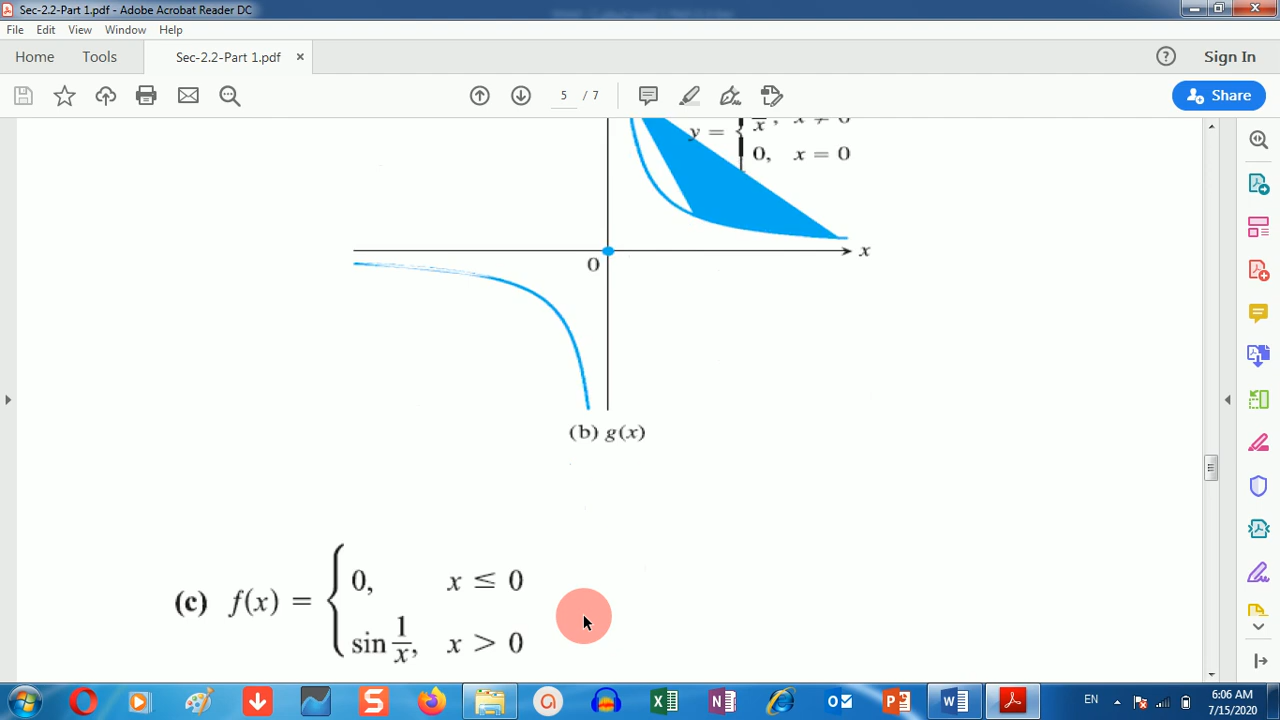 Sec-2.2-Part 1.pdf - Adobe Acrobat Reader DC
File Edit View Window Help
Home Tools Sec-2.2-Part 1.pdf × ? Sign In
5 / 7 Share
y = { 1/x, x ≠ 0
0, x = 0
x
0
(b) g(x)
(c) f(x) = { 0, x ≤ 0
sin 1/x, x > 0
EN 6:06 AM
7/15/2020